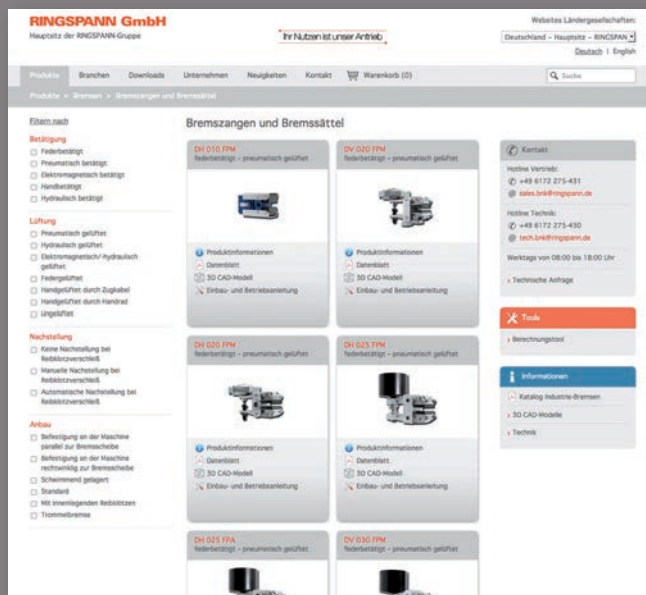 RINGSPANN GmbH
Hauptsitz der RINGSPANN-Gruppe
Ihr Nutzen ist unser Antrieb
Websites Ländergesellschaften:
Deutschland – Hauptsitz – RINGSPAN
Deutsch | English
Produkte Branchen Downloads Unternehmen Neuigkeiten Kontakt Warenkorb (0)
Suche
Produkte > Bremsen > Bremszangen und Bremssättel
Filtern nach
Betätigung
Federbetätigt
Pneumatisch betätigt
Elektromagnetisch betätigt
Handbetätigt
Hydraulisch betätigt
Lüftung
Pneumatisch gelüftet
Hydraulisch gelüftet
Elektromagnetisch/-hydraulisch
gelüftet
Federgelüftet
Handgelüftet durch Zugkabel
Handgelüftet durch Handrad
Ungelüftet
Nachstellung
Keine Nachstellung bei
Reibklotzverschleiß
Manuelle Nachstellung bei
Reibklotzverschleiß
Automatische Nachstellung bei
Reibklotzverschleiß
Anbau
Befestigung an der Maschine
parallel zur Bremsscheibe
Befestigung an der Maschine
rechtwinklig zur Bremsscheibe
Schwimmend gelagert
Standard
Mit innenliegenden Reibklötzen
Trommelbremse
Bremszangen und Bremssättel
DH 010 FPM
federbetätigt – pneumatisch gelüftet
Produktinformationen
Datenblatt
3D CAD-Modell
Einbau- und Betriebsanleitung
DV 020 FPM
federbetätigt – pneumatisch gelüftet
Produktinformationen
Datenblatt
3D CAD-Modell
Einbau- und Betriebsanleitung
DH 020 FPM
federbetätigt – pneumatisch gelüftet
Produktinformationen
Datenblatt
3D CAD-Modell
Einbau- und Betriebsanleitung
DH 025 FPM
federbetätigt – pneumatisch gelüftet
Produktinformationen
Datenblatt
3D CAD-Modell
Einbau- und Betriebsanleitung
DH 025 FPA
federbetätigt – pneumatisch gelüftet
DV 030 FPM
federbetätigt – pneumatisch gelüftet
Kontakt
Hotline Vertrieb:
+49 6172 275-431
sales.bnk@ringspann.de
Hotline Technik:
+49 6172 275-430
tech.bnk@ringspann.de
Werktags von 08:00 bis 18:00 Uhr
› Technische Anfrage
Tools
› Berechnungstool
Informationen
Katalog Industrie-Bremsen
› 3D CAD-Modelle
› Technik